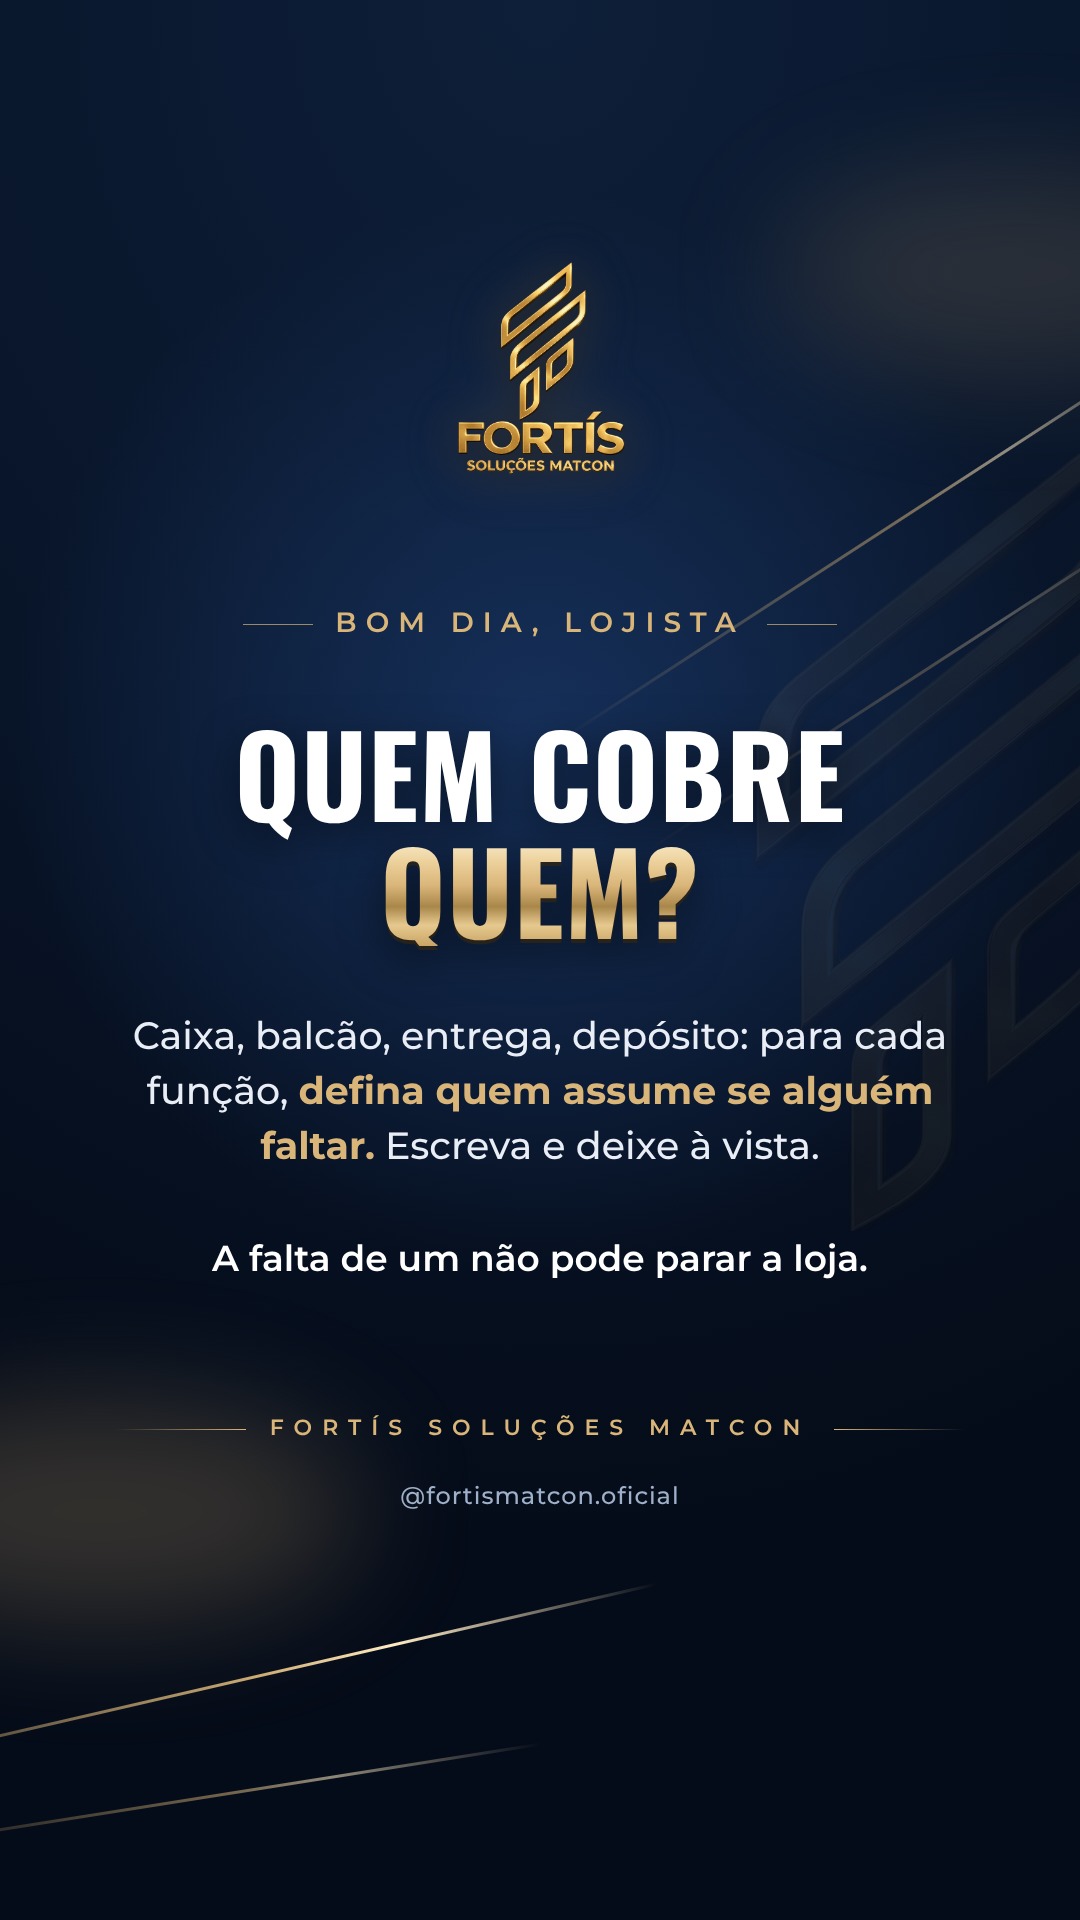 FORTÍS
SOLUÇÕES MATCON
BOM DIA, LOJISTA
QUEM COBRE
QUEM?
Caixa, balcão, entrega, depósito: para cada
função, defina quem assume se alguém
faltar. Escreva e deixe à vista.
A falta de um não pode parar a loja.
FORTÍS SOLUÇÕES MATCON
@fortismatcon.oficial